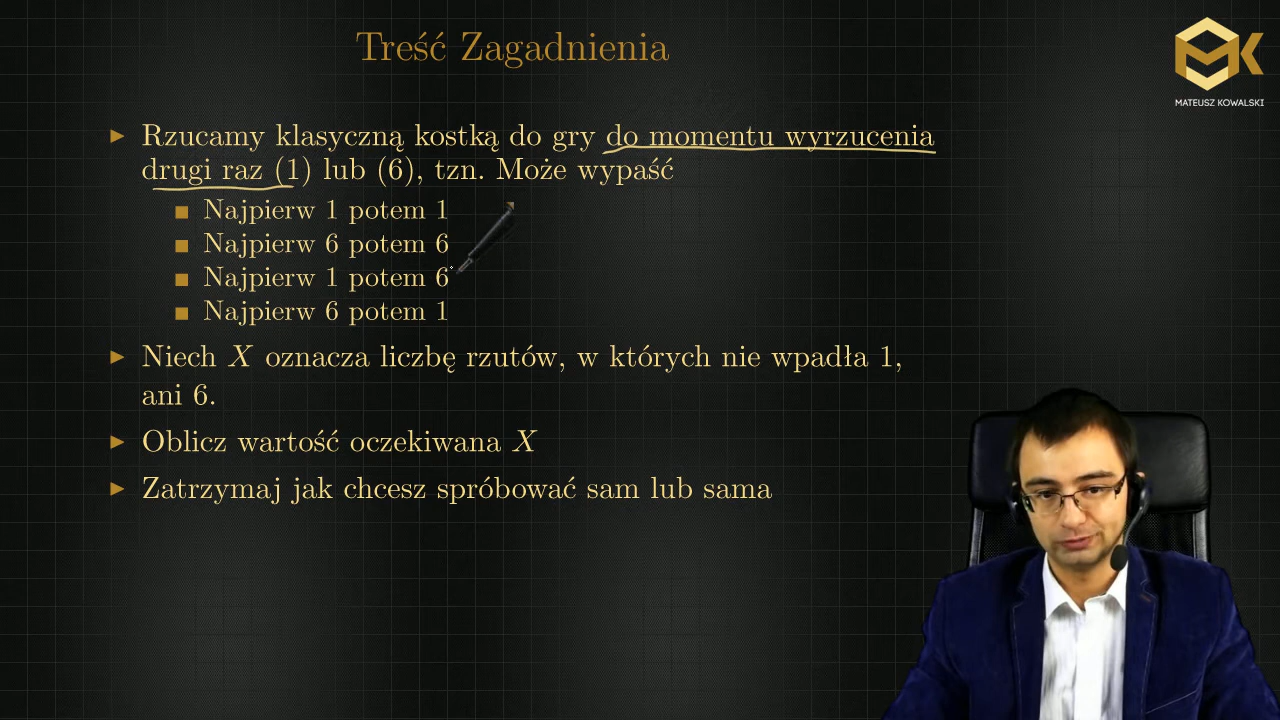 Treść Zagadnienia
MATEUSZ KOWALSKI
Rzucamy klasyczną kostką do gry do momentu wyrzucenia
drugi raz (1) lub (6), tzn. Może wypaść
Najpierw 1 potem 1
Najpierw 6 potem 6
Najpierw 1 potem 6
Najpierw 6 potem 1
Niech X oznacza liczbę rzutów, w których nie wpadła 1,
ani 6.
Oblicz wartość oczekiwana X
Zatrzymaj jak chcesz spróbować sam lub sama